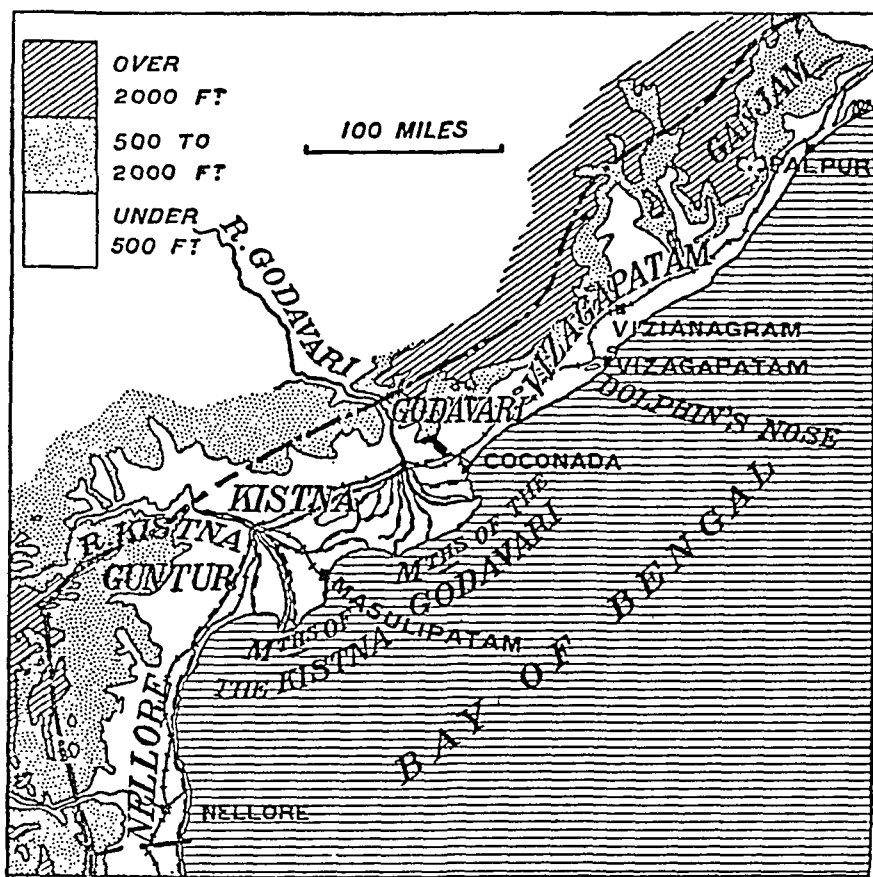 OVER
2000 FT
500 TO
2000 FT
UNDER
500 FT
100 MILES
GANJAM
GOPALPUR
R. GODAVARI
VIZAGAPATAM
VIZIANAGRAM
VIZAGAPATAM
DOLPHIN'S NOSE
GODAVARI
COCONADA
KISTNA
R. KISTNA
GUNTUR
MTHS OF THE
GODAVARI
MASULIPATAM
MTHS OF
THE KISTNA
BAY OF BENGAL
NELLORE
NELLORE